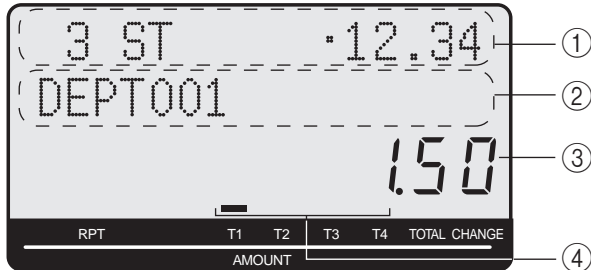 3 ST ·12.34 ①
DEPT001 ②
1.50 ③
RPT T1 T2 T3 T4 TOTAL CHANGE
AMOUNT ④